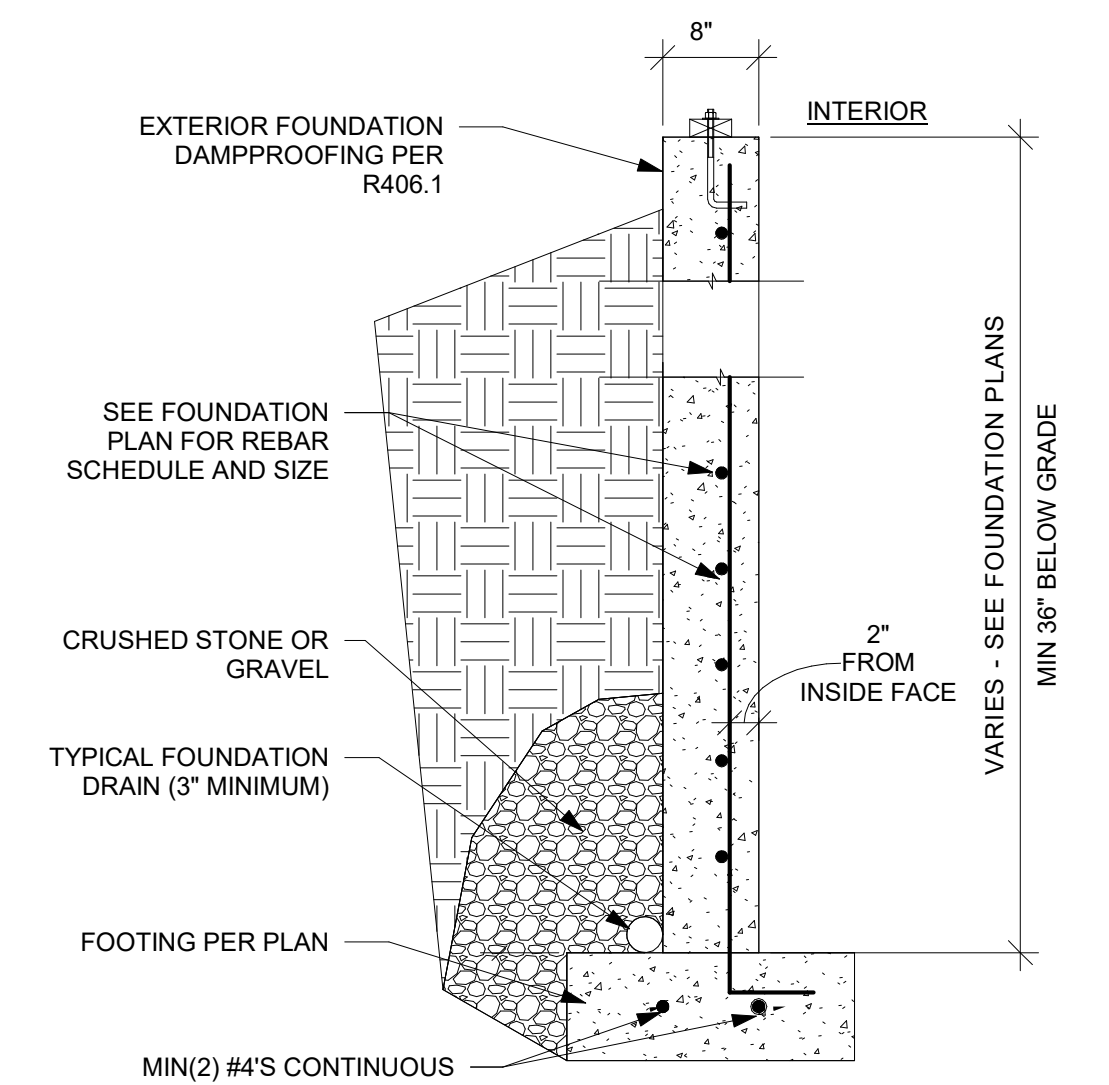 8"
INTERIOR
EXTERIOR FOUNDATION
DAMPPROOFING PER
R406.1
SEE FOUNDATION
PLAN FOR REBAR
SCHEDULE AND SIZE
CRUSHED STONE OR
GRAVEL
2"
FROM
INSIDE FACE
VARIES - SEE FOUNDATION PLANS
MIN 36" BELOW GRADE
TYPICAL FOUNDATION
DRAIN (3" MINIMUM)
FOOTING PER PLAN
MIN(2) #4'S CONTINUOUS